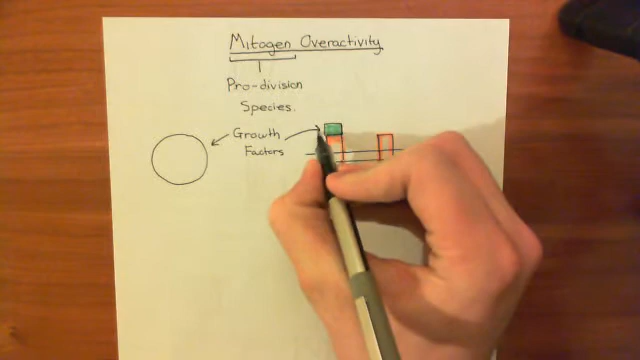 Mitogen Overactivity
Pro-division
Species.
Growth
Factors